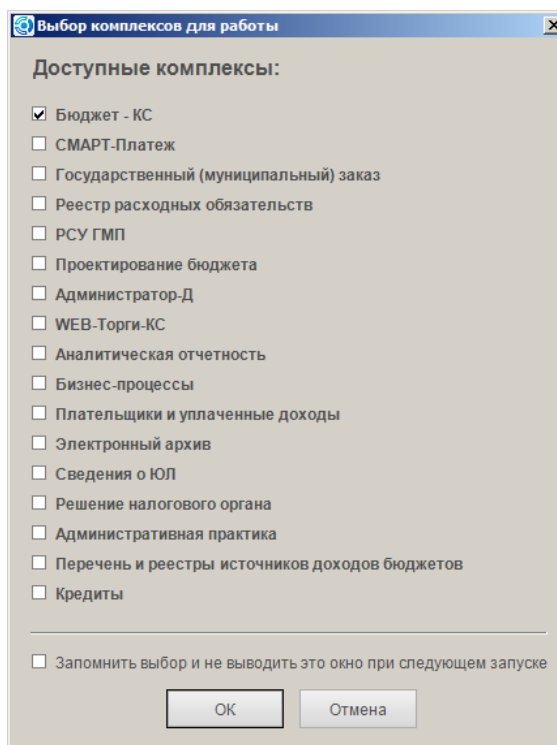 Выбор комплексов для работы
Доступные комплексы:
Бюджет - КС
СМАРТ-Платеж
Государственный (муниципальный) заказ
Реестр расходных обязательств
РСУ ГМП
Проектирование бюджета
Администратор-Д
WEB-Торги-КС
Аналитическая отчетность
Бизнес-процессы
Плательщики и уплаченные доходы
Электронный архив
Сведения о ЮЛ
Решение налогового органа
Административная практика
Перечень и реестры источников доходов бюджетов
Кредиты
Запомнить выбор и не выводить это окно при следующем запуске
ОК Отмена